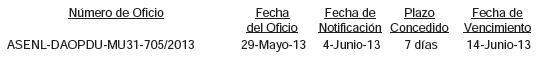 Número de Oficio Fecha Fecha de Plazo Fecha de
del Oficio Notificación Concedido Vencimiento
ASENL-DAOPDU-MU31-705/2013 29-Mayo-13 4-Junio-13 7 días 14-Junio-13